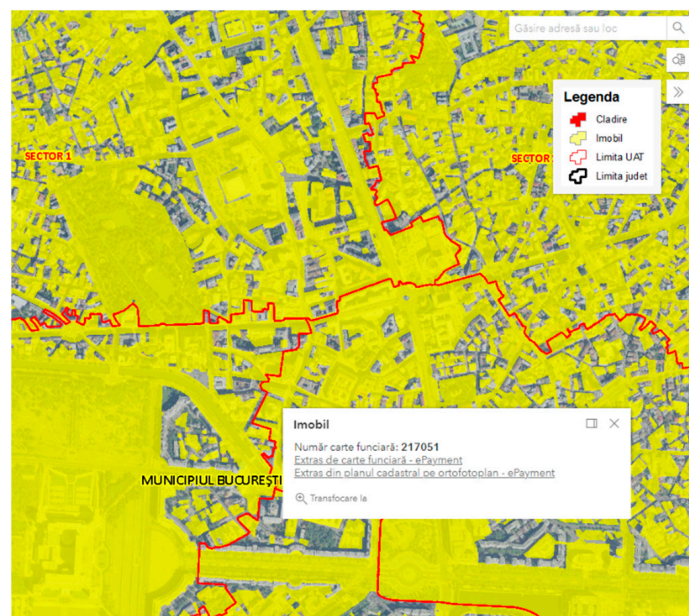 Găsire adresă sau loc
Legenda
Cladire
Imobil
Limita UAT
Limita judet
SECTOR 1
SECTOR
Imobil
Număr carte funciară: 217051
Extras de carte funciară - ePayment
Extras din planul cadastral pe ortofotoplan - ePayment
Transfocare la
MUNICIPIUL BUCUREȘTI